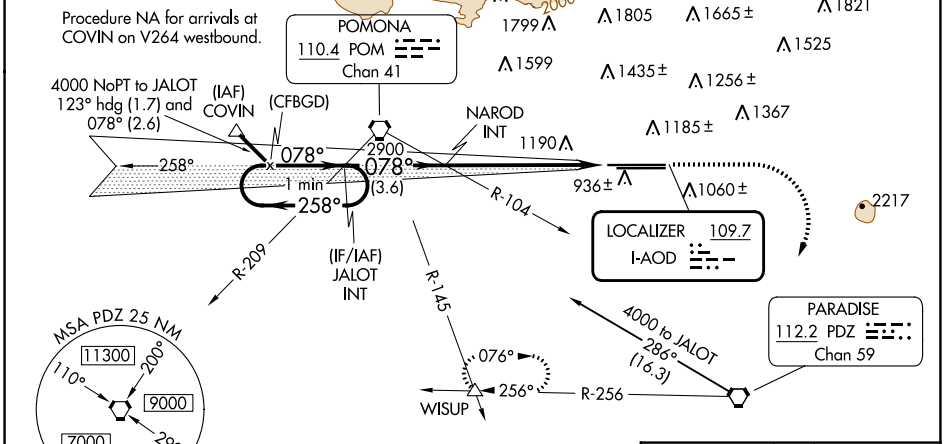 Procedure NA for arrivals at
COVIN on V264 westbound.
4000 NoPT to JALOT
123° hdg (1.7) and
078° (2.6)
(IAF)
COVIN
(CFBGD)
POMONA
110.4 POM
Chan 41
2000
1799
1805
1665±
1821
1525
1599
1435±
1256±
1367
1185±
NAROD
INT
1190
2900
078°
078°
(3.6)
258°
1 min
258°
936±
1060±
2217
R-104
LOCALIZER 109.7
I-AOD
R-209
(IF/IAF)
JALOT
INT
R-145
4000 to JALOT
286°
(16.3)
PARADISE
112.2 PDZ
Chan 59
076°
256°
R-256
WISUP
MSA PDZ 25 NM
11300
200°
110°
9000
7000